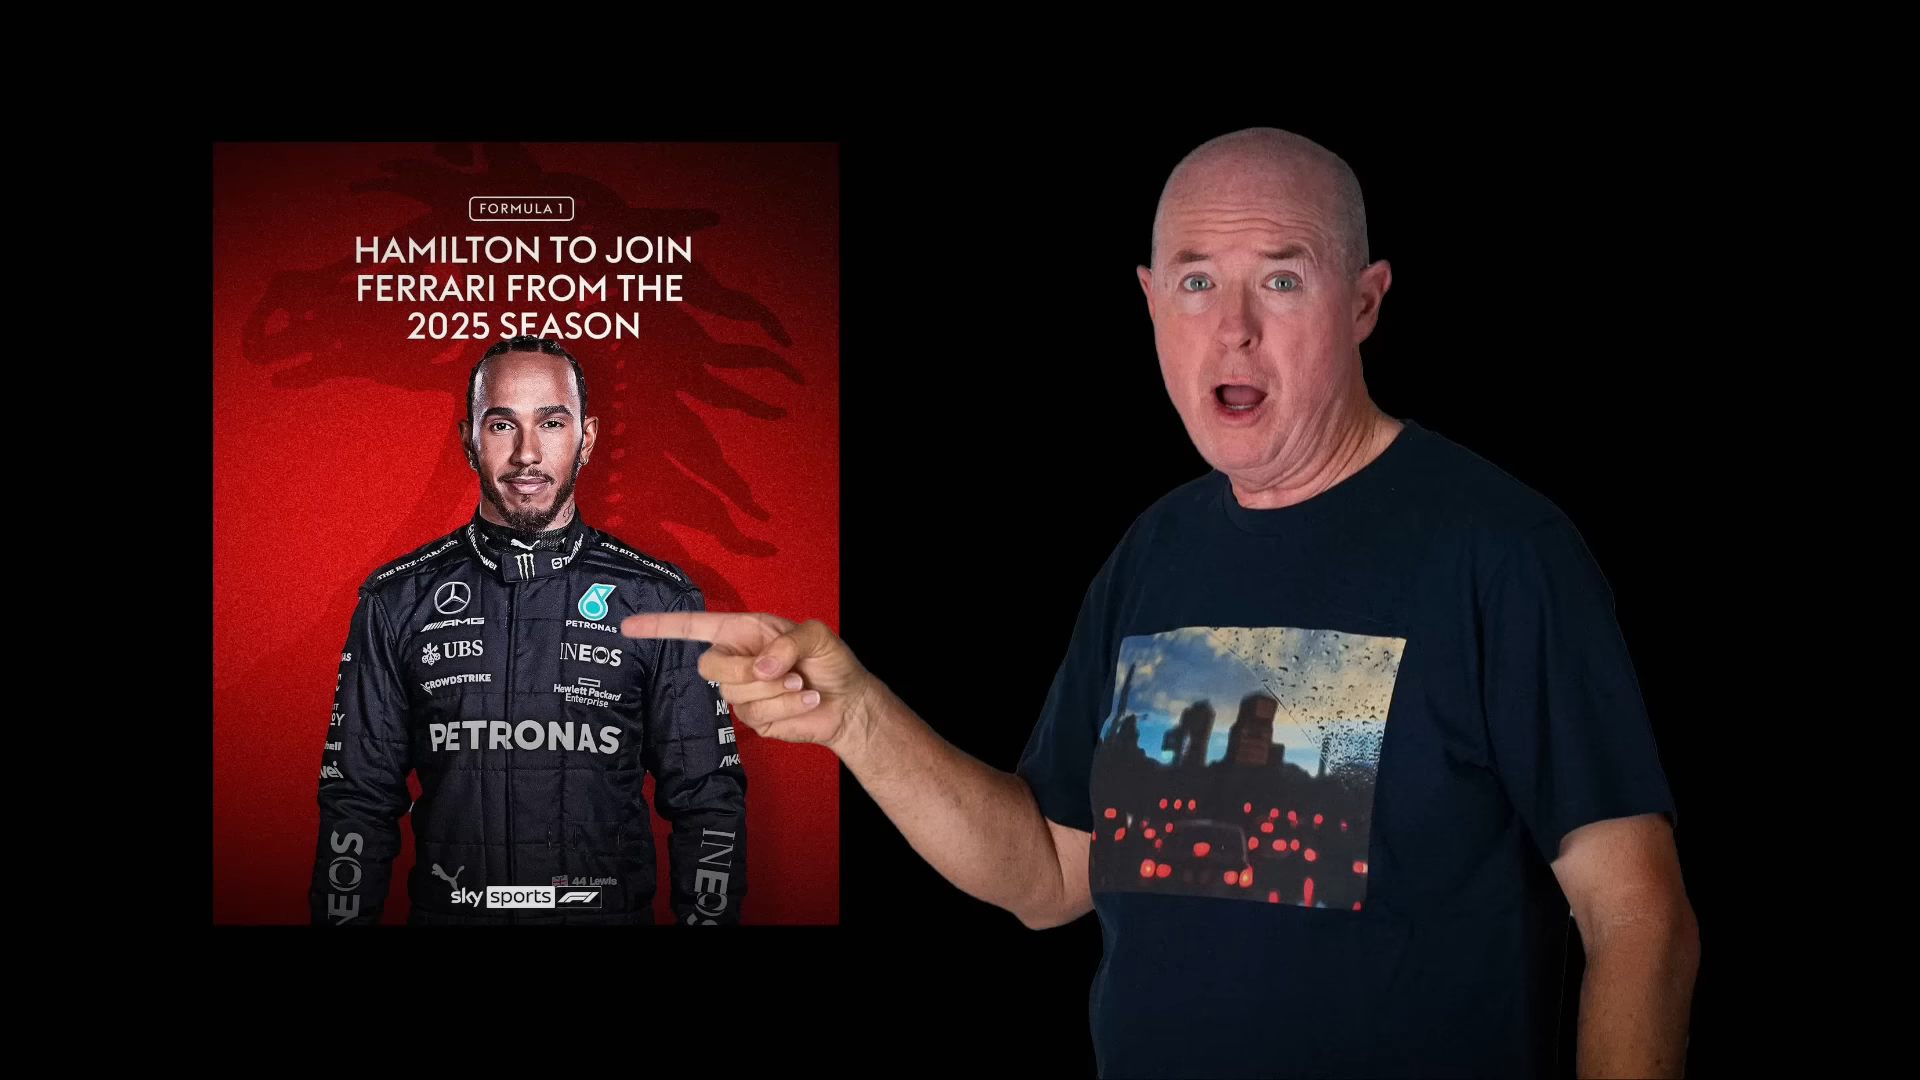 FORMULA 1
HAMILTON TO JOIN
FERRARI FROM THE
2025 SEASON
THE RITZ-CARLTON
THE RITZ-CARLTON
AMG
PETRONAS
UBS
INEOS
CROWDSTRIKE
Hewlett Packard
Enterprise
PETRONAS
INEOS
44 Lewis
sky sports F1